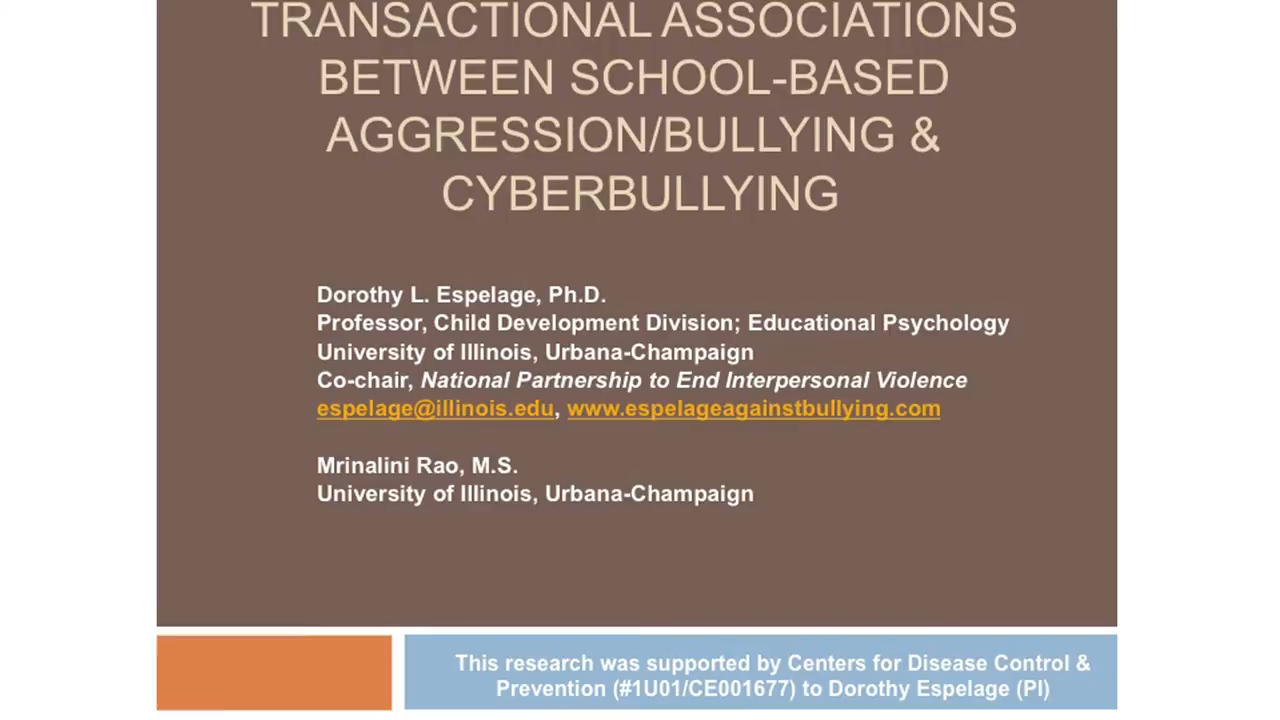 TRANSACTIONAL ASSOCIATIONS
BETWEEN SCHOOL-BASED
AGGRESSION/BULLYING &
CYBERBULLYING
Dorothy L. Espelage, Ph.D.
Professor, Child Development Division; Educational Psychology
University of Illinois, Urbana-Champaign
Co-chair, National Partnership to End Interpersonal Violence
espelage@illinois.edu, www.espelageagainstbullying.com
Mrinalini Rao, M.S.
University of Illinois, Urbana-Champaign
This research was supported by Centers for Disease Control &
Prevention (#1U01/CE001677) to Dorothy Espelage (PI)